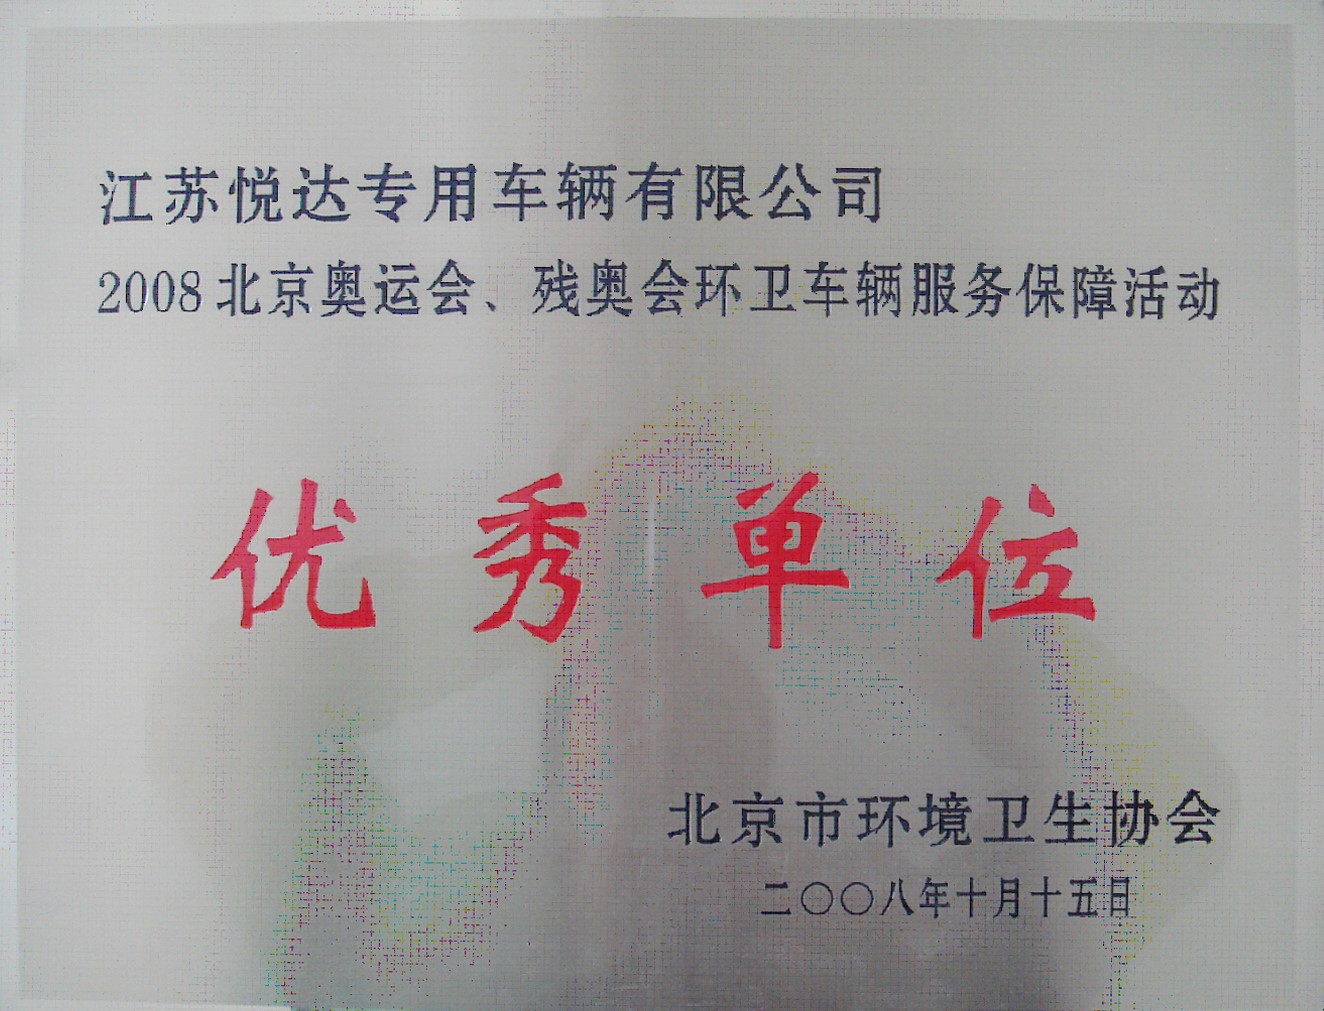 江苏悦达专用车辆有限公司
2008北京奥运会、残奥会环卫车辆服务保障活动
优秀单位
北京市环境卫生协会
二〇〇八年十月十五日